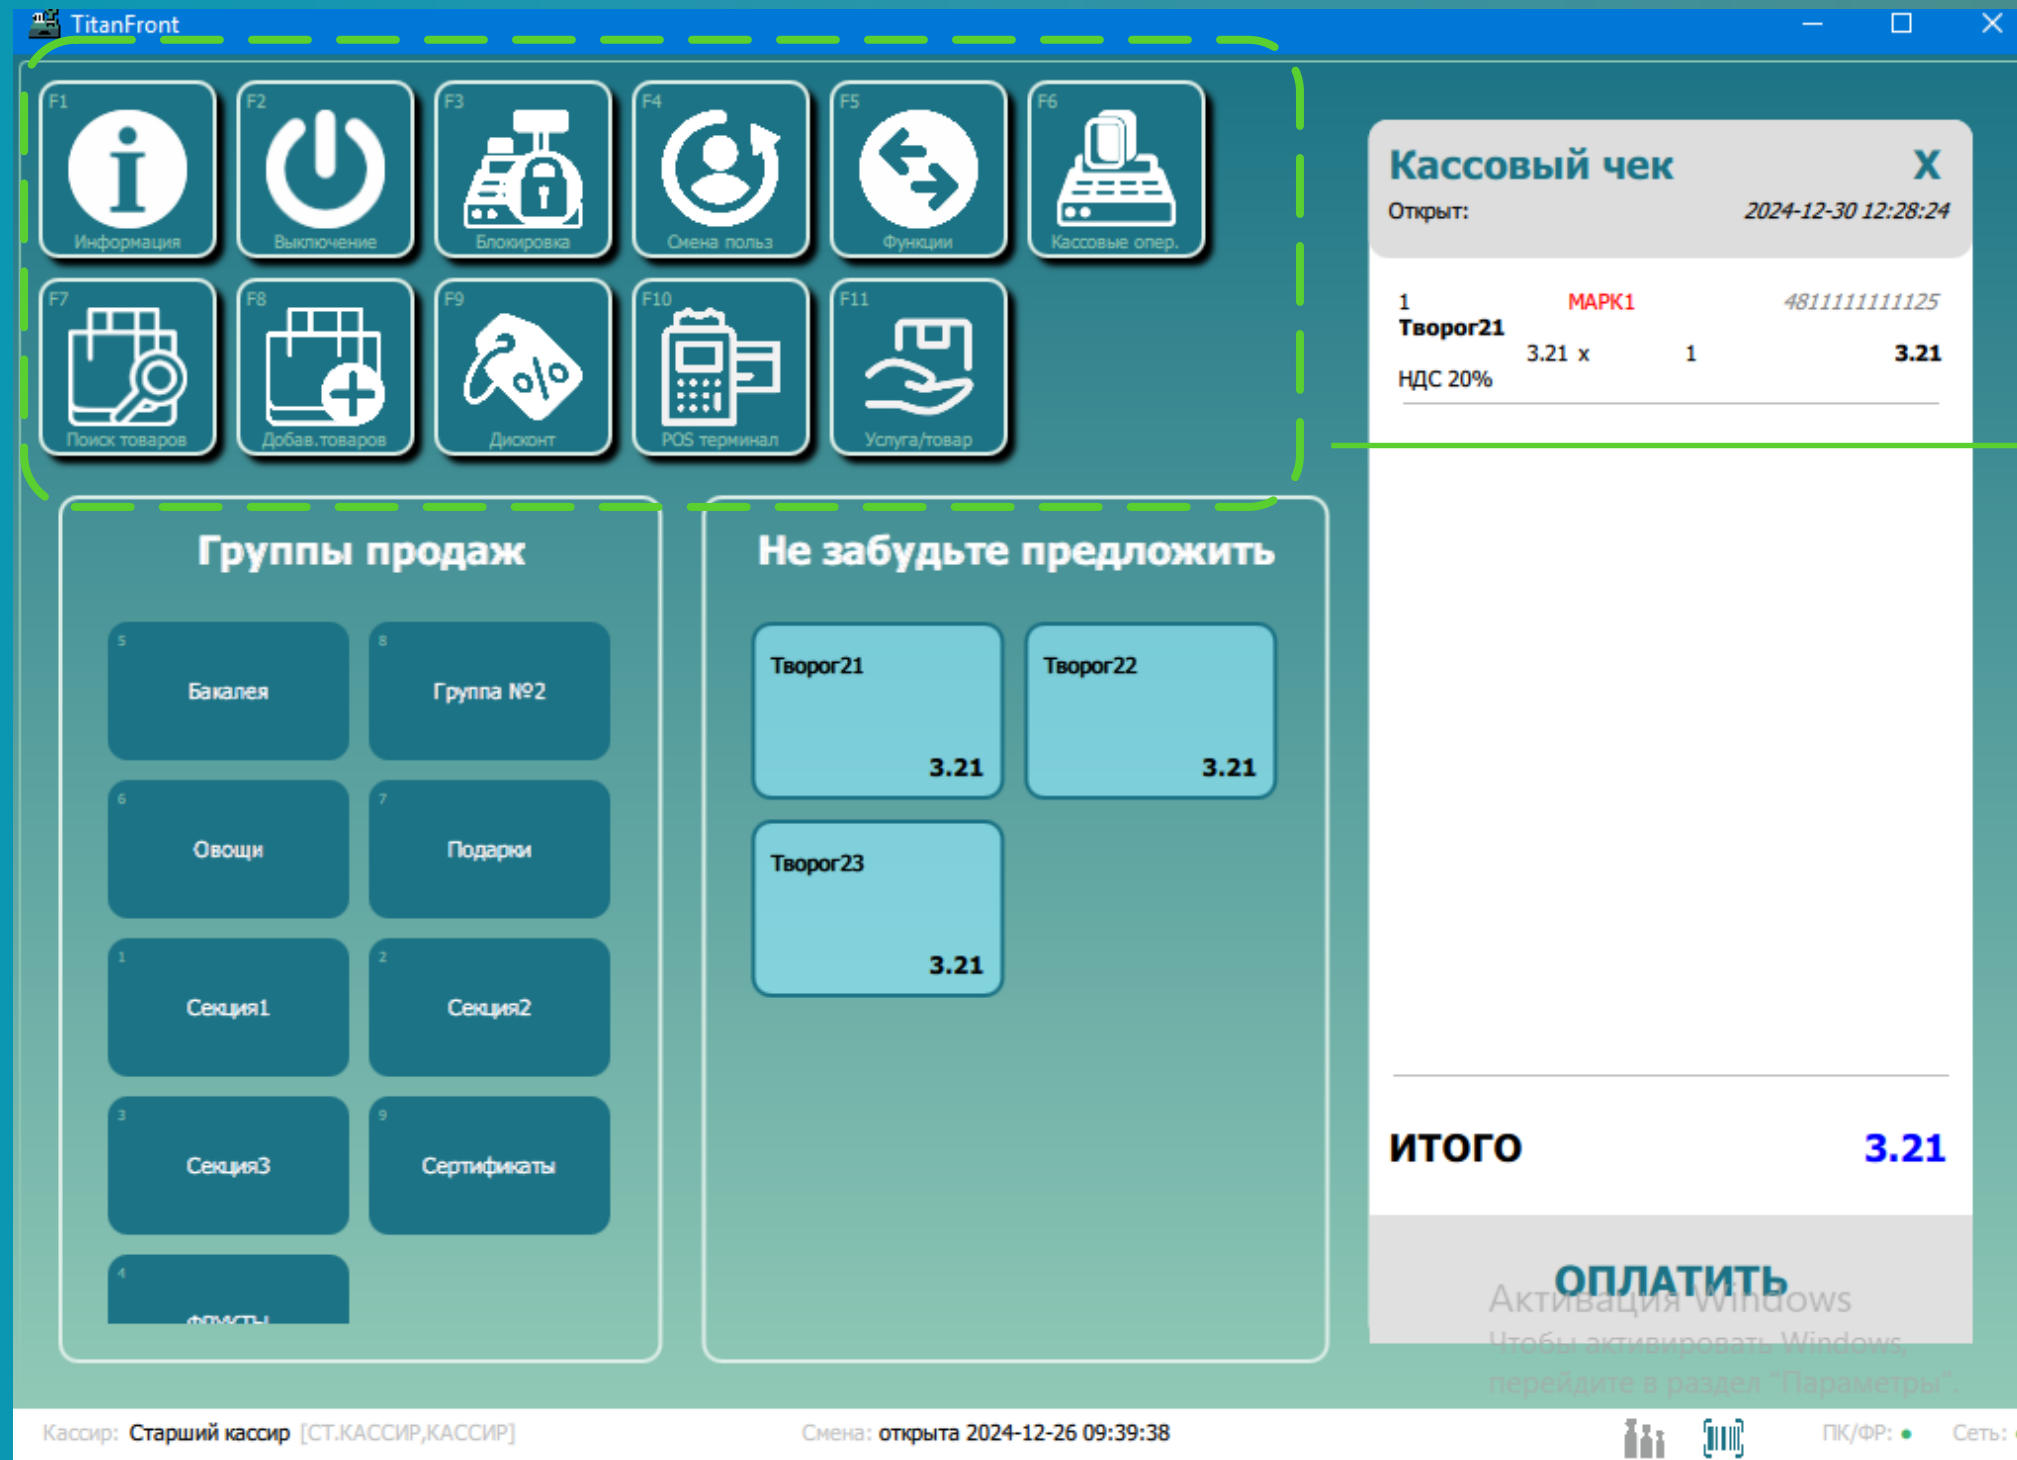 TitanFront
F1
Информация
F2
Выключение
F3
Блокировка
F4
Смена польз
F5
Функции
F6
Кассовые опер.
F7
Поиск товаров
F8
Добав.товаров
F9
Дисконт
F10
POS терминал
F11
Услуга/товар
Группы продаж
5
Бакалея
8
Группа №2
6
Овощи
7
Подарки
1
Секция1
2
Секция2
3
Секция3
9
Сертификаты
4
ФРУКТЫ
Не забудьте предложить
Творог21
3.21
Творог22
3.21
Творог23
3.21
Кассовый чек X
Открыт: 2024-12-30 12:28:24
1 МАРК1 4811111111125
Творог21
3.21 x 1 3.21
НДС 20%
ИТОГО 3.21
ОПЛАТИТЬ
Активация Windows
Чтобы активировать Windows,
перейдите в раздел "Параметры".
Кассир: Старший кассир [СТ.КАССИР,КАССИР] Смена: открыта 2024-12-26 09:39:38 ПК/ФР: Сеть: